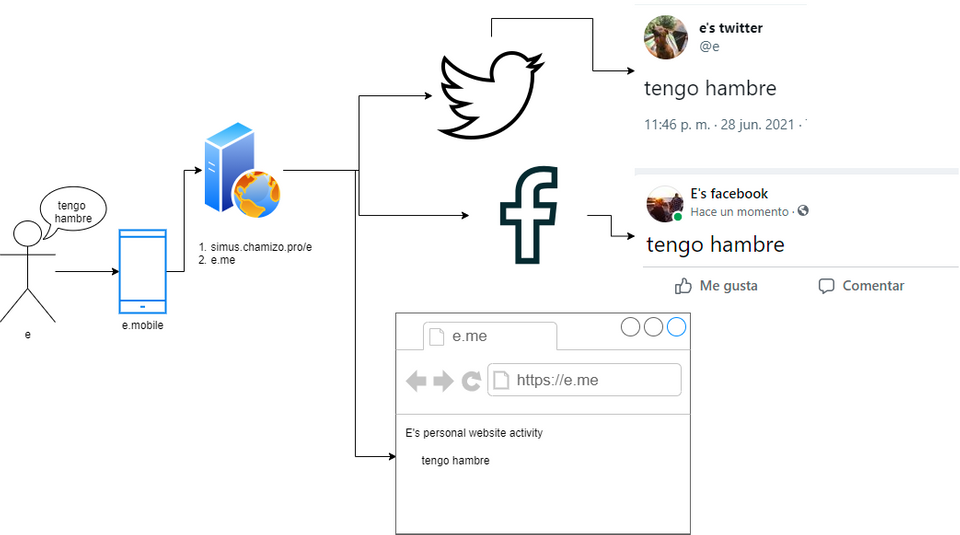 e's twitter
@e
tengo hambre
11:46 p. m. · 28 jun. 2021 ·
E's facebook
Hace un momento ·
tengo hambre
Me gusta
Comentar
tengo
hambre
e
e.mobile
1. simus.chamizo.pro/e
2. e.me
e.me
https://e.me
E's personal website activity
tengo hambre